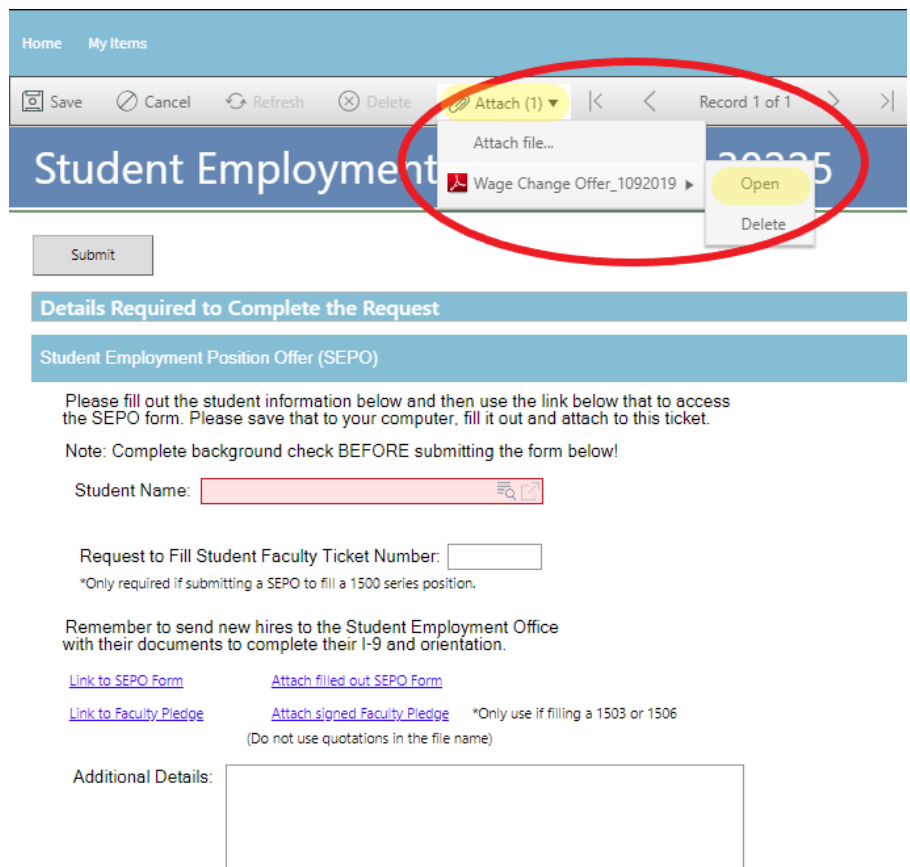 Home My Items
Save Cancel Refresh Delete Attach (1) Record 1 of 1
Attach file...
Student Employment 5
Wage Change Offer_1092019 Open
Delete
Submit
Details Required to Complete the Request
Student Employment Position Offer (SEPO)
Please fill out the student information below and then use the link below that to access
the SEPO form. Please save that to your computer, fill it out and attach to this ticket.
Note: Complete background check BEFORE submitting the form below!
Student Name:
Request to Fill Student Faculty Ticket Number:
*Only required if submitting a SEPO to fill a 1500 series position.
Remember to send new hires to the Student Employment Office
with their documents to complete their I-9 and orientation.
Link to SEPO Form Attach filled out SEPO Form
Link to Faculty Pledge Attach signed Faculty Pledge *Only use if filling a 1503 or 1506
(Do not use quotations in the file name)
Additional Details: